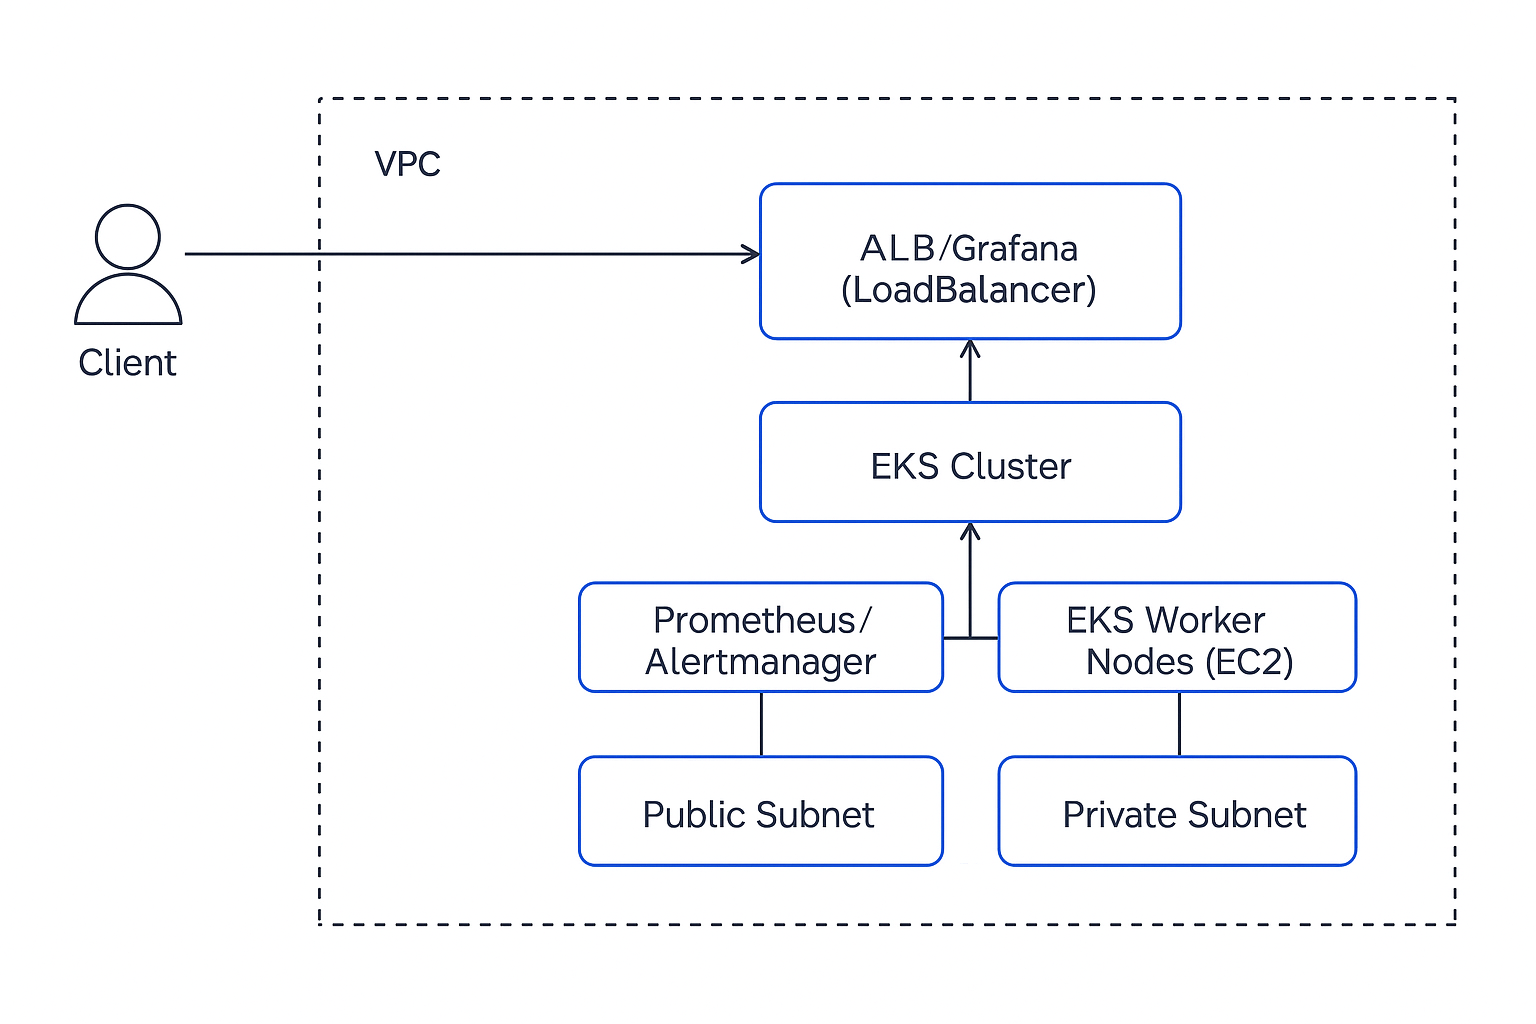 VPC
Client
ALB/Grafana
(LoadBalancer)
EKS Cluster
Prometheus/
Alertmanager
EKS Worker
Nodes (EC2)
Public Subnet
Private Subnet